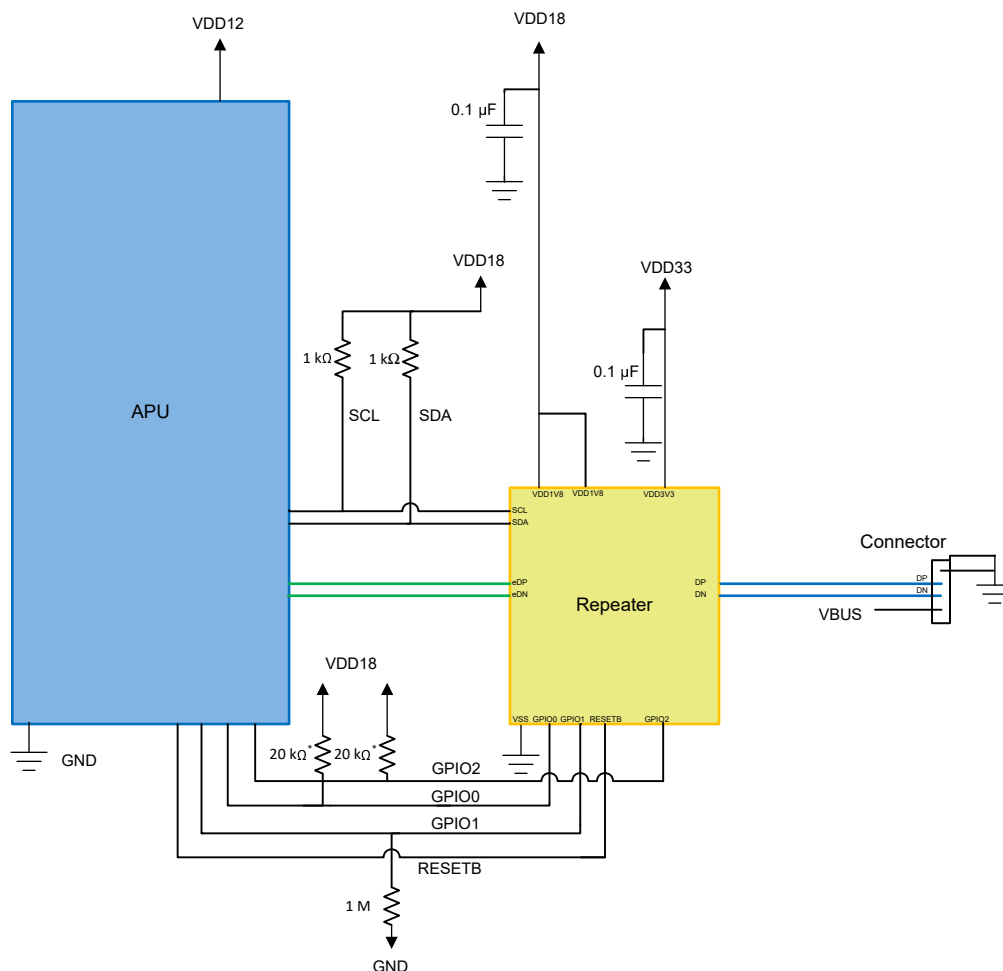 VDD12
VDD18
0.1 µF
VDD18
VDD33
1 kΩ
1 kΩ
0.1 µF
APU
SCL
SDA
VDD1V8
VDD1V8
VDD3V3
SCL
SDA
Connector
eDP
eDN
DP
DN
DP
DN
Repeater
VBUS
VDD18
VSS
GPIO0
GPIO1
RESETB
GPIO2
GND
20 kΩ*
20 kΩ*
GPIO2
GPIO0
GPIO1
RESETB
1 M
GND